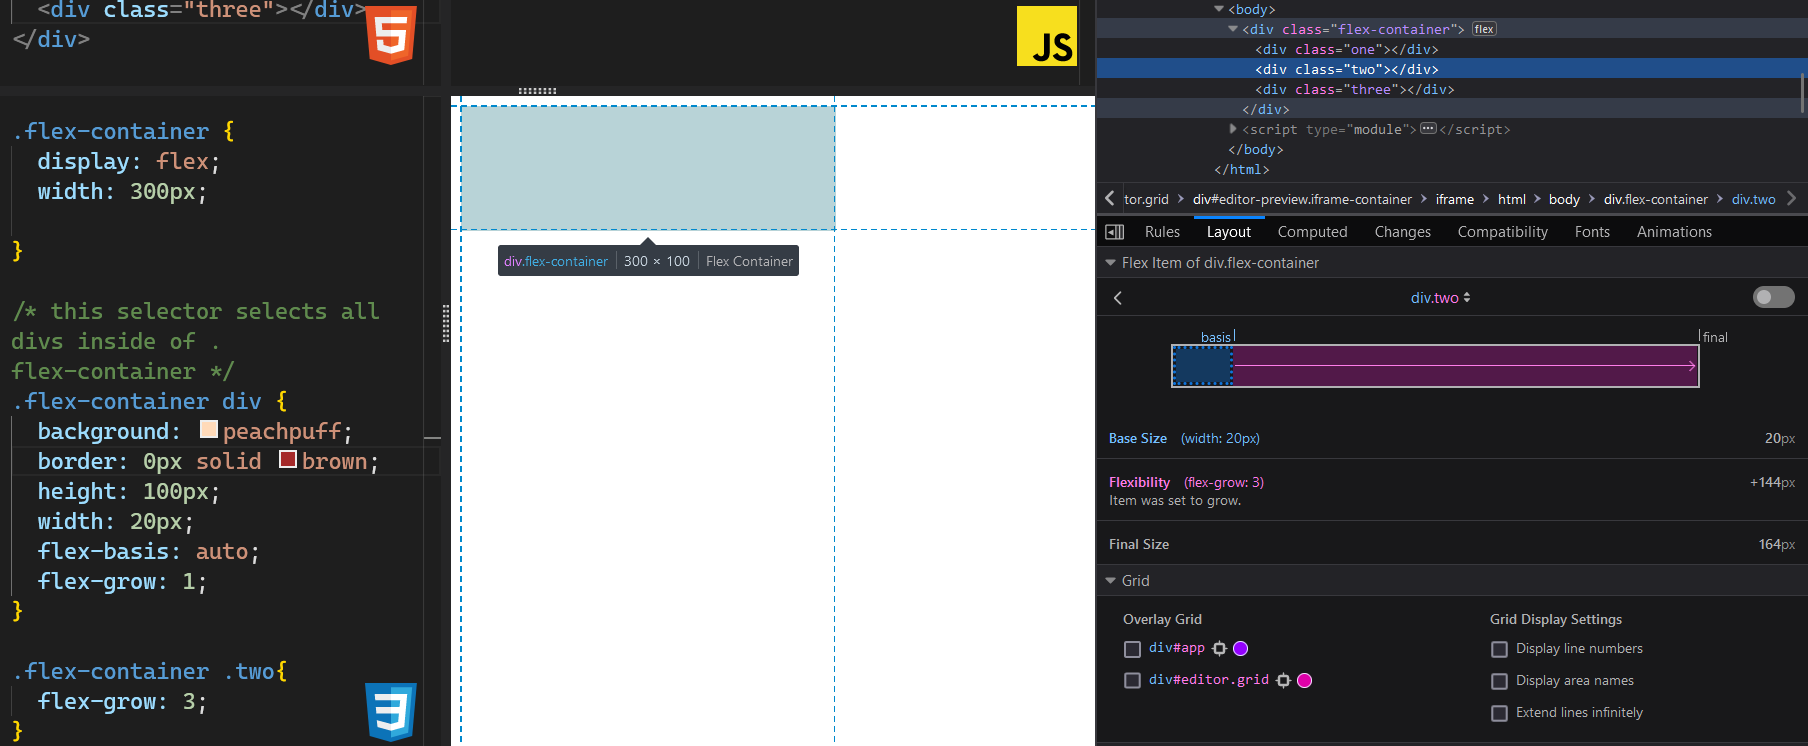 <div class="three"></div>
</div>
5
JS
.flex-container {
display: flex;
width: 300px;
}
/* this selector selects all
divs inside of .
flex-container */
.flex-container div {
background: peachpuff;
border: 0px solid brown;
height: 100px;
width: 20px;
flex-basis: auto;
flex-grow: 1;
}
.flex-container .two{
flex-grow: 3;
}
3
div.flex-container 300 × 100 Flex Container
<body>
<div class="flex-container"> flex
<div class="one"></div>
<div class="two"></div>
<div class="three"></div>
</div>
<script type="module"> ••• </script>
</body>
</html>
tor.grid > div#editor-preview.iframe-container > iframe > html > body > div.flex-container > div.two
Rules Layout Computed Changes Compatibility Fonts Animations
Flex Item of div.flex-container
div.two
basis final
Base Size (width: 20px) 20px
Flexibility (flex-grow: 3) +144px
Item was set to grow.
Final Size 164px
Grid
Overlay Grid Grid Display Settings
div#app Display line numbers
div#editor.grid Display area names
Extend lines infinitely